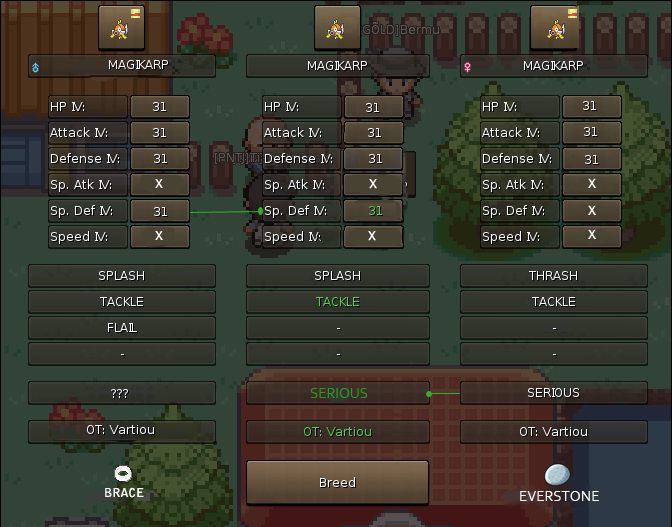 GOLD]Bermu
MAGIKARP MAGIKARP MAGIKARP
HP IV: 31 HP IV: 31 HP IV: 31
Attack IV: 31 Attack IV: 31 Attack IV: 31
Defense IV: 31 Defense IV: 31 Defense IV: 31
Sp. Atk IV: X Sp. Atk IV: X Sp. Atk IV: X
Sp. Def IV: 31 Sp. Def IV: 31 Sp. Def IV: X
Speed IV: X Speed IV: X Speed IV: X
SPLASH SPLASH THRASH
TACKLE TACKLE TACKLE
FLAIL - -
- - -
??? SERIOUS SERIOUS
OT: Vartiou OT: Vartiou OT: Vartiou
BRACE Breed EVERSTONE